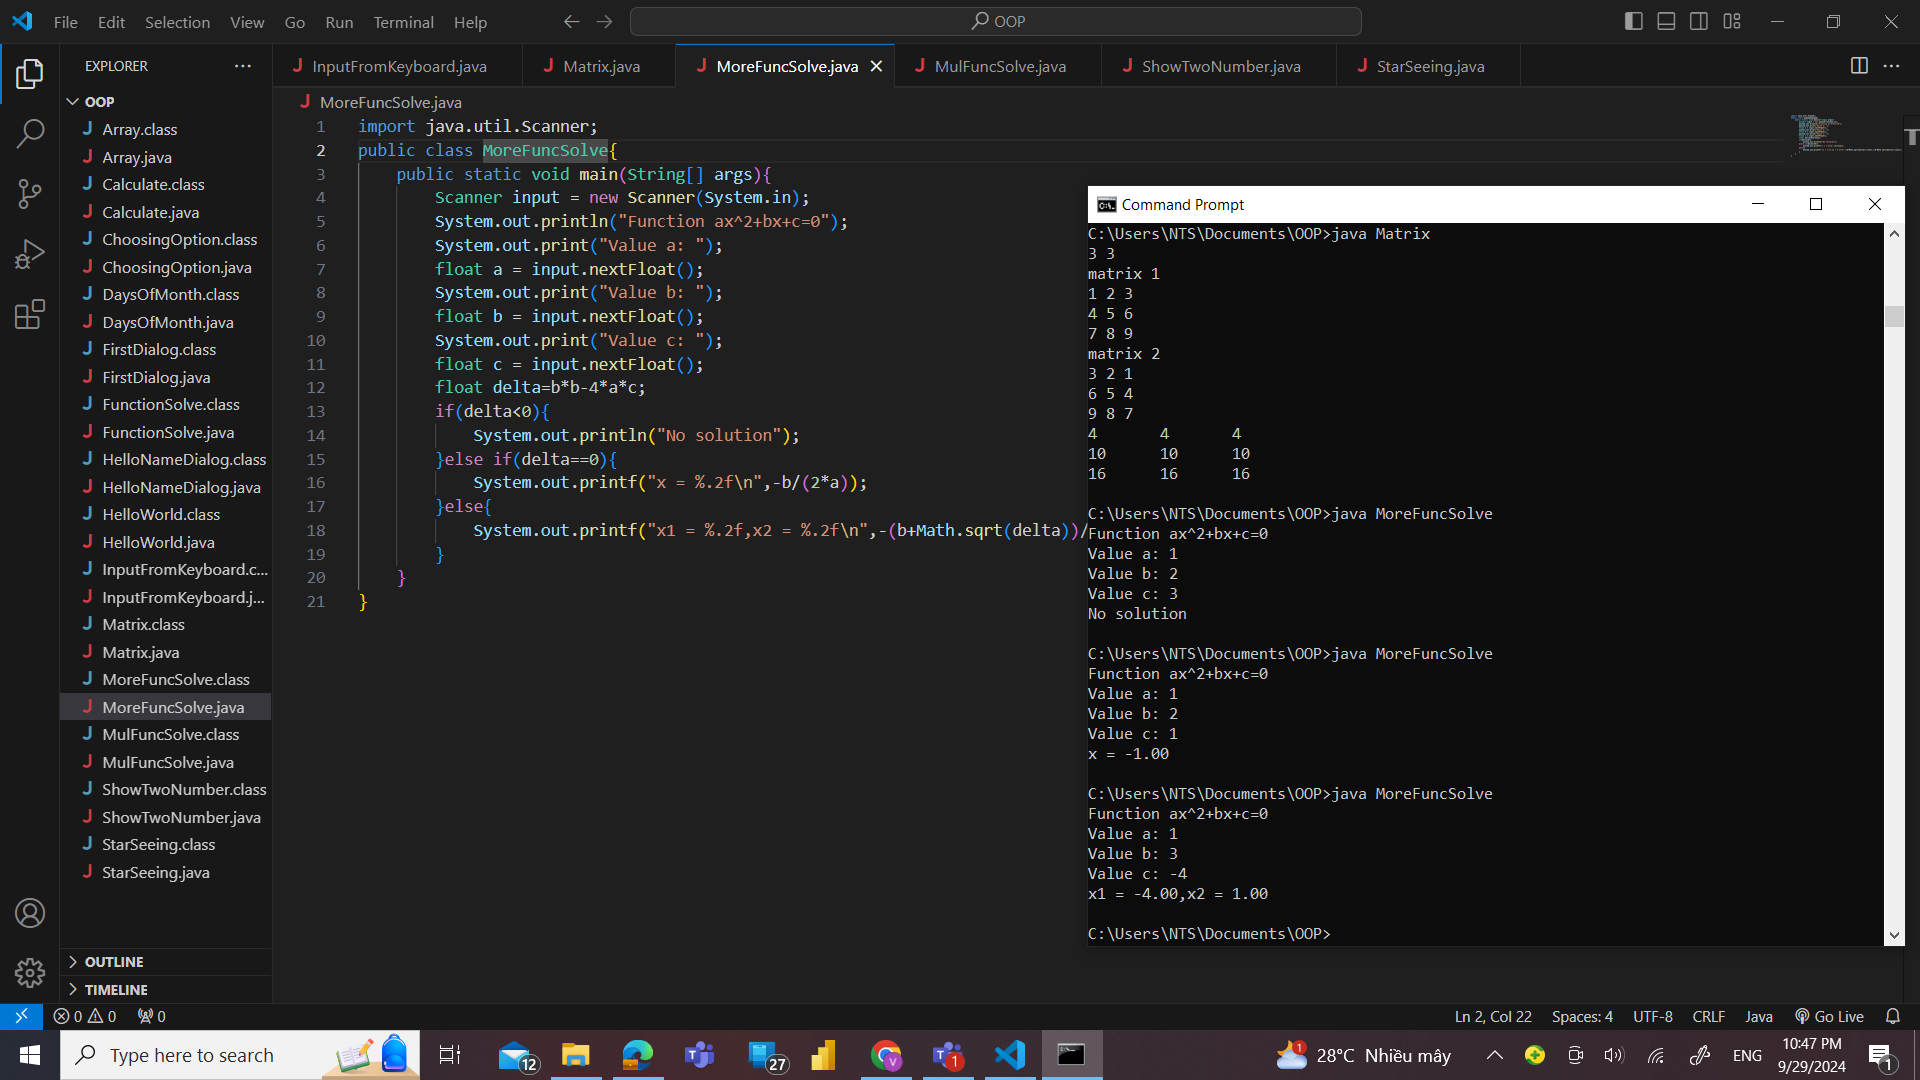 File Edit Selection View Go Run Terminal Help
OOP
EXPLORER
OOP
Array.class
Array.java
Calculate.class
Calculate.java
ChoosingOption.class
ChoosingOption.java
DaysOfMonth.class
DaysOfMonth.java
FirstDialog.class
FirstDialog.java
FunctionSolve.class
FunctionSolve.java
HelloNameDialog.class
HelloNameDialog.java
HelloWorld.class
HelloWorld.java
InputFromKeyboard.c...
InputFromKeyboard.j...
Matrix.class
Matrix.java
MoreFuncSolve.class
MoreFuncSolve.java
MulFuncSolve.class
MulFuncSolve.java
ShowTwoNumber.class
ShowTwoNumber.java
StarSeeing.class
StarSeeing.java
OUTLINE
TIMELINE
InputFromKeyboard.java Matrix.java MoreFuncSolve.java MulFuncSolve.java ShowTwoNumber.java StarSeeing.java
MoreFuncSolve.java
1 import java.util.Scanner;
2 public class MoreFuncSolve{
3 public static void main(String[] args){
4 Scanner input = new Scanner(System.in);
5 System.out.println("Function ax^2+bx+c=0");
6 System.out.print("Value a: ");
7 float a = input.nextFloat();
8 System.out.print("Value b: ");
9 float b = input.nextFloat();
10 System.out.print("Value c: ");
11 float c = input.nextFloat();
12 float delta=b*b-4*a*c;
13 if(delta<0){
14 System.out.println("No solution");
15 }else if(delta==0){
16 System.out.printf("x = %.2f\n",-b/(2*a));
17 }else{
18 System.out.printf("x1 = %.2f,x2 = %.2f\n",-(b+Math.sqrt(delta))/
19 }
20 }
21 }
Command Prompt
C:\Users\NTS\Documents\OOP>java Matrix
3 3
matrix 1
1 2 3
4 5 6
7 8 9
matrix 2
3 2 1
6 5 4
9 8 7
4 4 4
10 10 10
16 16 16
C:\Users\NTS\Documents\OOP>java MoreFuncSolve
Function ax^2+bx+c=0
Value a: 1
Value b: 2
Value c: 3
No solution
C:\Users\NTS\Documents\OOP>java MoreFuncSolve
Function ax^2+bx+c=0
Value a: 1
Value b: 2
Value c: 1
x = -1.00
C:\Users\NTS\Documents\OOP>java MoreFuncSolve
Function ax^2+bx+c=0
Value a: 1
Value b: 3
Value c: -4
x1 = -4.00,x2 = 1.00
C:\Users\NTS\Documents\OOP>
0 0 0 Ln 2, Col 22 Spaces: 4 UTF-8 CRLF Java Go Live
Type here to search 12 27 V 1 1 28°C Nhiều mây ENG 10:47 PM
9/29/2024 1